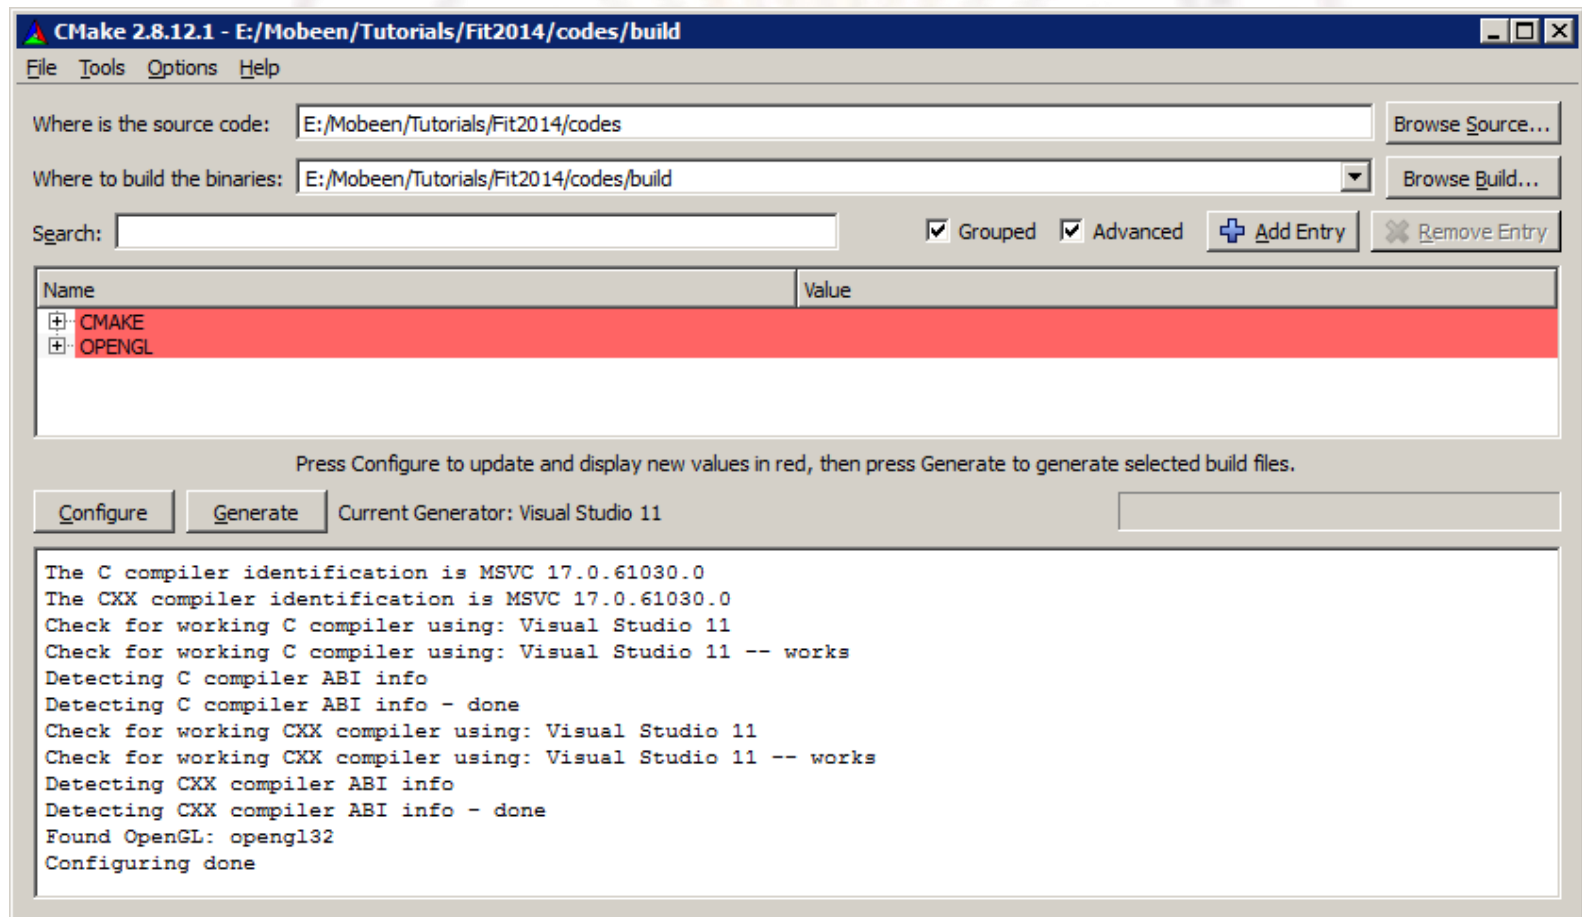 CMake 2.8.12.1 - E:/Mobeen/Tutorials/Fit2014/codes/build
File Tools Options Help
Where is the source code: E:/Mobeen/Tutorials/Fit2014/codes Browse Source...
Where to build the binaries: E:/Mobeen/Tutorials/Fit2014/codes/build Browse Build...
Search: Grouped Advanced Add Entry Remove Entry
Name Value
CMAKE
OPENGL
Press Configure to update and display new values in red, then press Generate to generate selected build files.
Configure Generate Current Generator: Visual Studio 11
The C compiler identification is MSVC 17.0.61030.0
The CXX compiler identification is MSVC 17.0.61030.0
Check for working C compiler using: Visual Studio 11
Check for working C compiler using: Visual Studio 11 -- works
Detecting C compiler ABI info
Detecting C compiler ABI info - done
Check for working CXX compiler using: Visual Studio 11
Check for working CXX compiler using: Visual Studio 11 -- works
Detecting CXX compiler ABI info
Detecting CXX compiler ABI info - done
Found OpenGL: opengl32
Configuring done